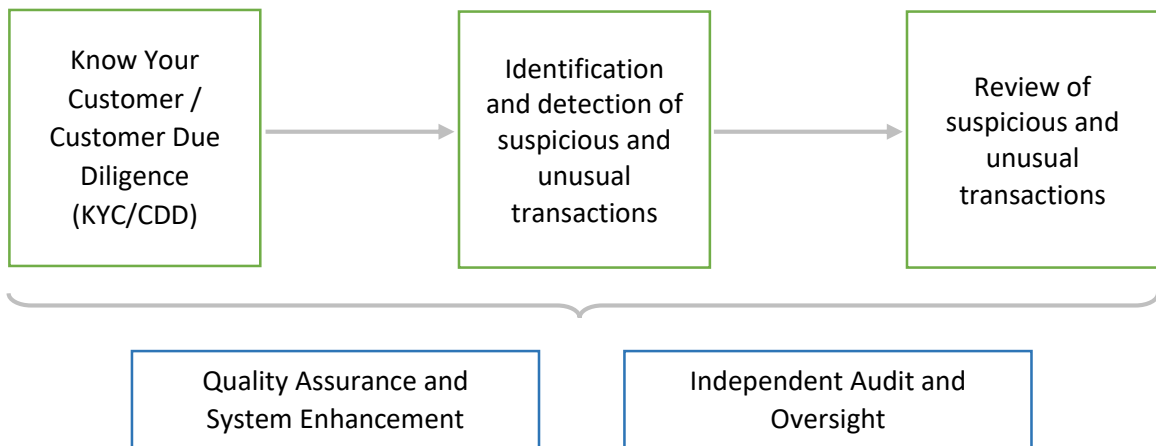 Know Your
Customer /
Customer Due
Diligence
(KYC/CDD)
Identification
and detection of
suspicious and
unusual
transactions
Review of
suspicious and
unusual
transactions
Quality Assurance and
System Enhancement
Independent Audit and
Oversight